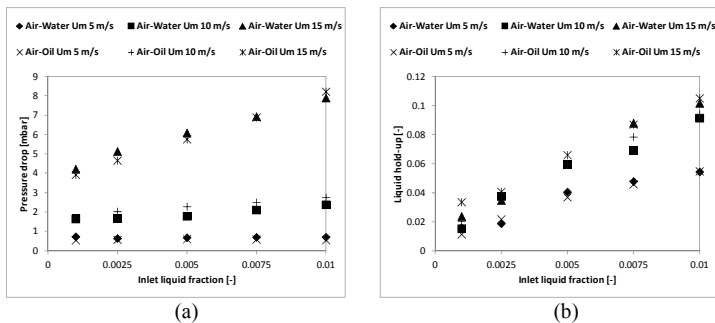 Air-Water Um 5 m/s Air-Water Um 10 m/s Air-Water Um 15 m/s
Air-Oil Um 5 m/s Air-Oil Um 10 m/s Air-Oil Um 15 m/s
Pressure drop [mbar]
9
8
7
6
5
4
3
2
1
0
0 0.0025 0.005 0.0075 0.01
Inlet liquid fraction [-]
(a)
Air-Water Um 5 m/s Air-Water Um 10 m/s Air-Water Um 15 m/s
Air-Oil Um 5 m/s Air-Oil Um 10 m/s Air-Oil Um 15 m/s
Liquid hold-up [-]
0.12
0.1
0.08
0.06
0.04
0.02
0
0 0.0025 0.005 0.0075 0.01
Inlet liquid fraction [-]
(b)